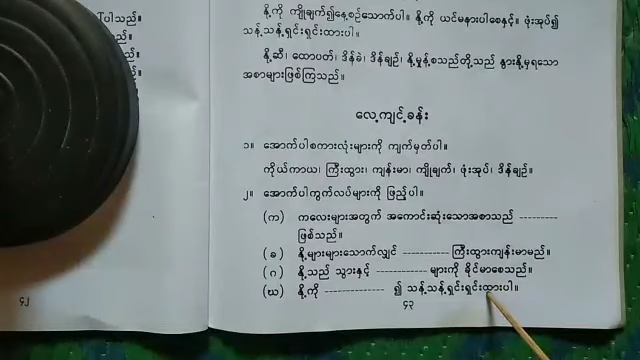 ပါသည်။
၄၂
နို့ကို ကျိုချက်၍နေ့စဉ်သောက်ပါ။ နို့ကို ယင်မနားပါစေနှင့်။ ဖုံးအုပ်၍
သန့်သန့်ရှင်းရှင်းထားပါ။
နို့ဆီ၊ ထောပတ်၊ ဒိန်ခဲ၊ ဒိန်ချဉ်၊ နို့မှုန့်စသည်တို့သည် နွားနို့မှရသော
အစာများဖြစ်ကြသည်။
လေ့ကျင့်ခန်း
၁။ အောက်ပါစကားလုံးများကို ကျက်မှတ်ပါ။
ကိုယ်ကာယ၊ ကြီးထွား၊ ကျန်းမာ၊ ကျိုချက်၊ ဖုံးအုပ်၊ ဒိန်ချဉ်။
၂။ အောက်ပါကွက်လပ်များကို ဖြည့်ပါ။
(က) ကလေးများအတွက် အကောင်းဆုံးသောအစာသည် ---------
ဖြစ်သည်။
(ခ) နို့များများသောက်လျှင် ----------- ကြီးထွားကျန်းမာမည်။
(ဂ) နို့သည် သွားနှင့် ------------ များကို ခိုင်မာစေသည်။
(ဃ) နို့ကို -------------- ၍ သန့်သန့်ရှင်းရှင်းထားပါ။
၄၃